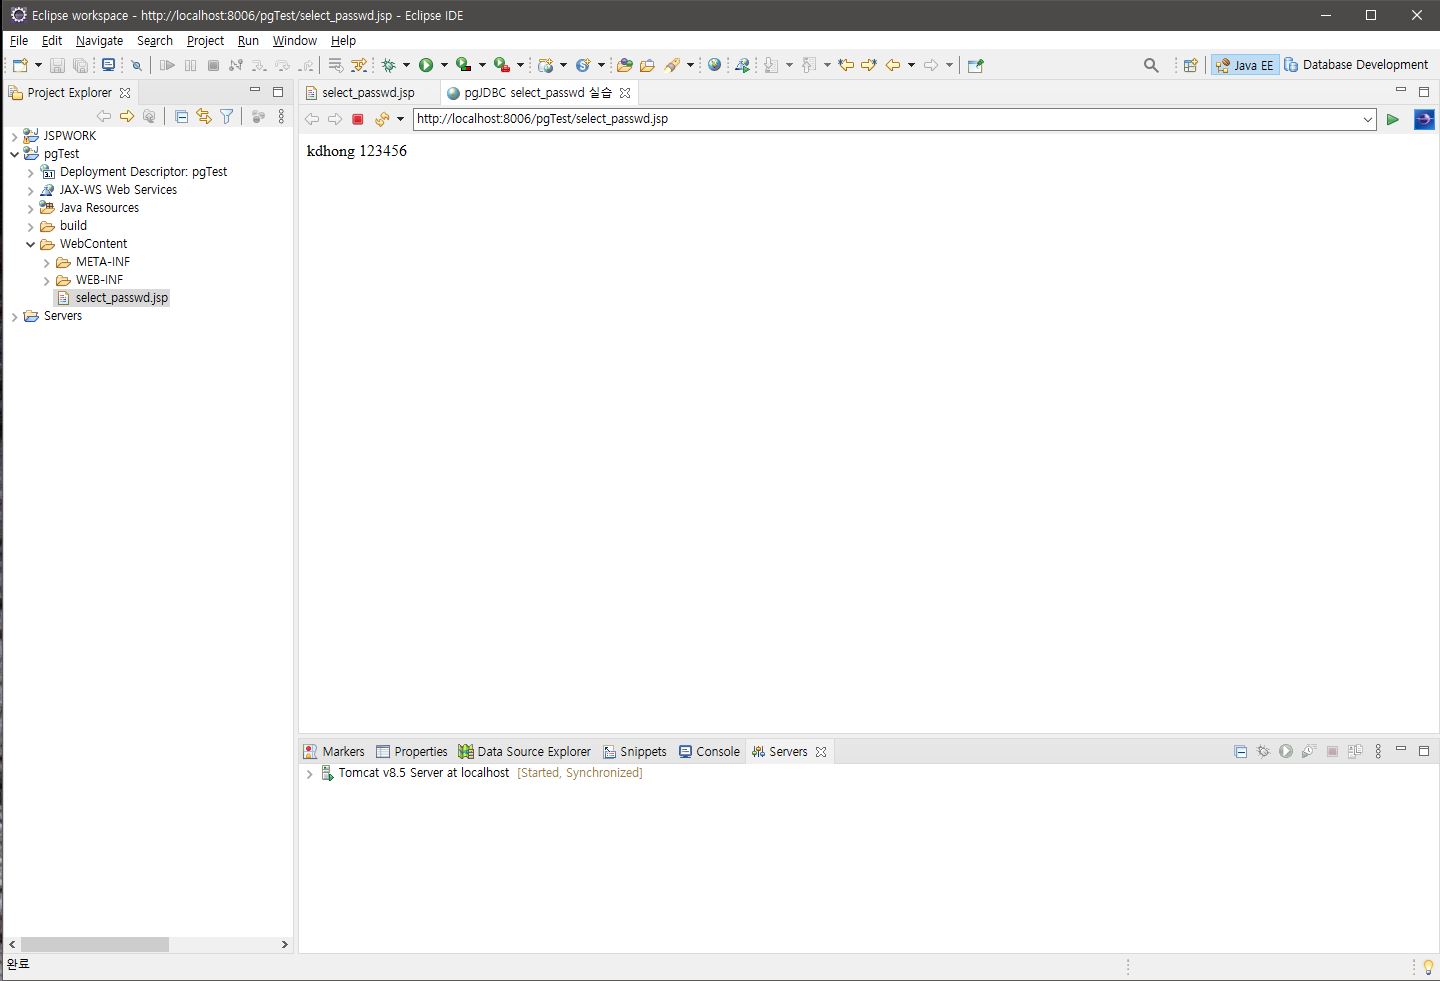 Eclipse workspace - http://localhost:8006/pgTest/select_passwd.jsp - Eclipse IDE
File Edit Navigate Search Project Run Window Help
Java EE Database Development
Project Explorer
JSPWORK
pgTest
3.1 Deployment Descriptor: pgTest
JAX-WS Web Services
Java Resources
build
WebContent
META-INF
WEB-INF
select_passwd.jsp
Servers
select_passwd.jsp pgJDBC select_passwd 실습
http://localhost:8006/pgTest/select_passwd.jsp
kdhong 123456
Markers Properties Data Source Explorer Snippets Console Servers
Tomcat v8.5 Server at localhost [Started, Synchronized]
완료